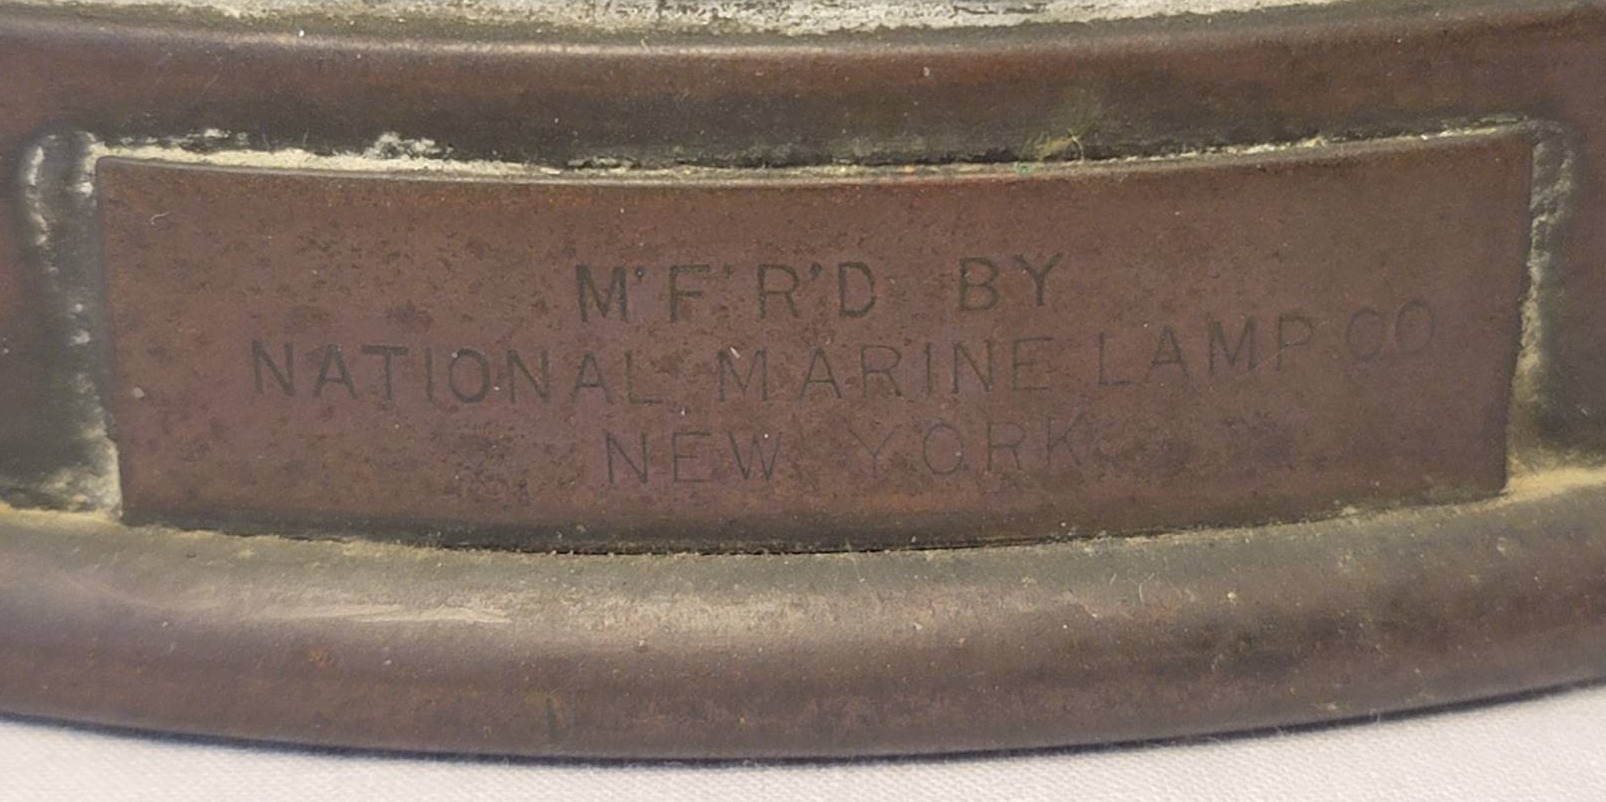 M'F'R'D BY
NATIONAL MARINE LAMP CO
NEW YORK